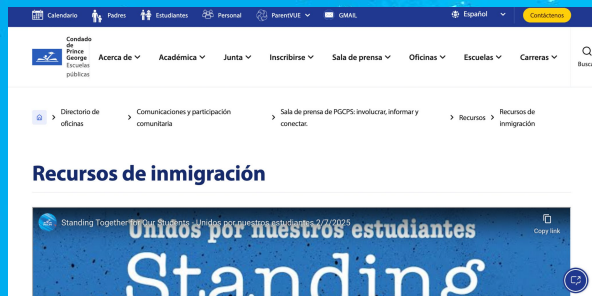 Calendario Padres Estudiantes Personal ParentVUE GMAIL Español Contáctenos
Condado de Prince George Escuelas públicas
Acerca de Académica Junta Inscribirse Sala de prensa Oficinas Escuelas Carreras
Directorio de oficinas > Comunicaciones y participación comunitaria > Sala de prensa de PGCPS: involucrar, informar y conectar. > Recursos > Recursos de inmigración
Recursos de inmigración
Standing Together for Our Students - Unidos por nuestros estudiantes 2/7/2025
Copy link
Unidos por nuestros estudiantes
Standing